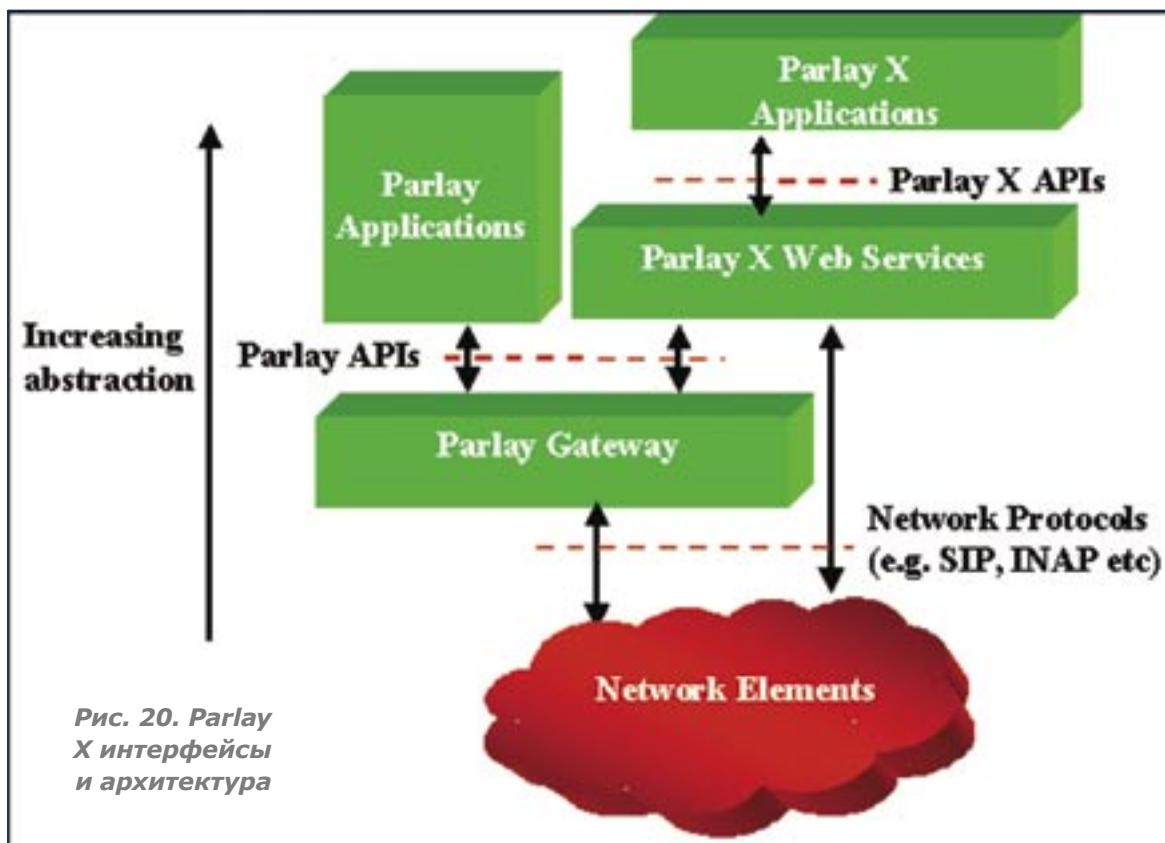 Parlay X
Applications
Parlay
Applications
Parlay X APIs
Parlay X Web Services
Increasing
abstraction
Parlay APIs
Parlay Gateway
Network Protocols
(e.g. SIP, INAP etc)
Network Elements
Рис. 20. Parlay
X интерфейсы
и архитектура